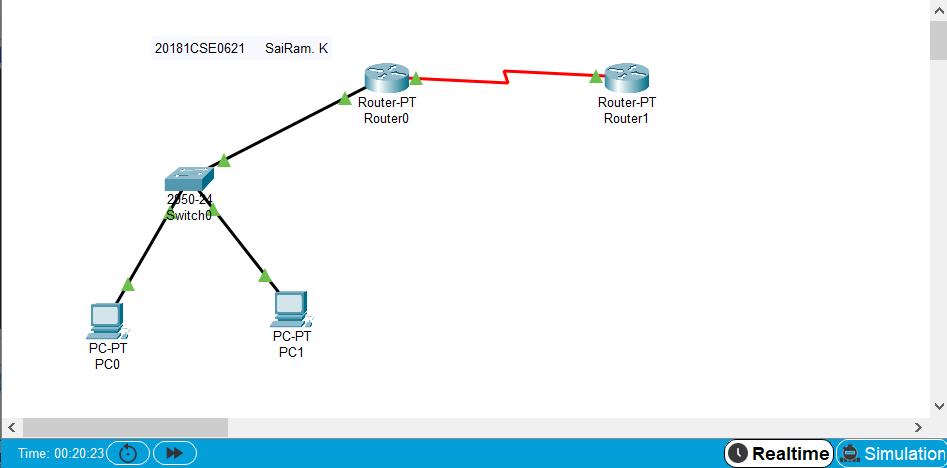 20181CSE0621 SaiRam. K
Router-PT
Router0
Router-PT
Router1
2950-24
Switch0
PC-PT
PC0
PC-PT
PC1
Time: 00:20:23
Realtime
Simulation